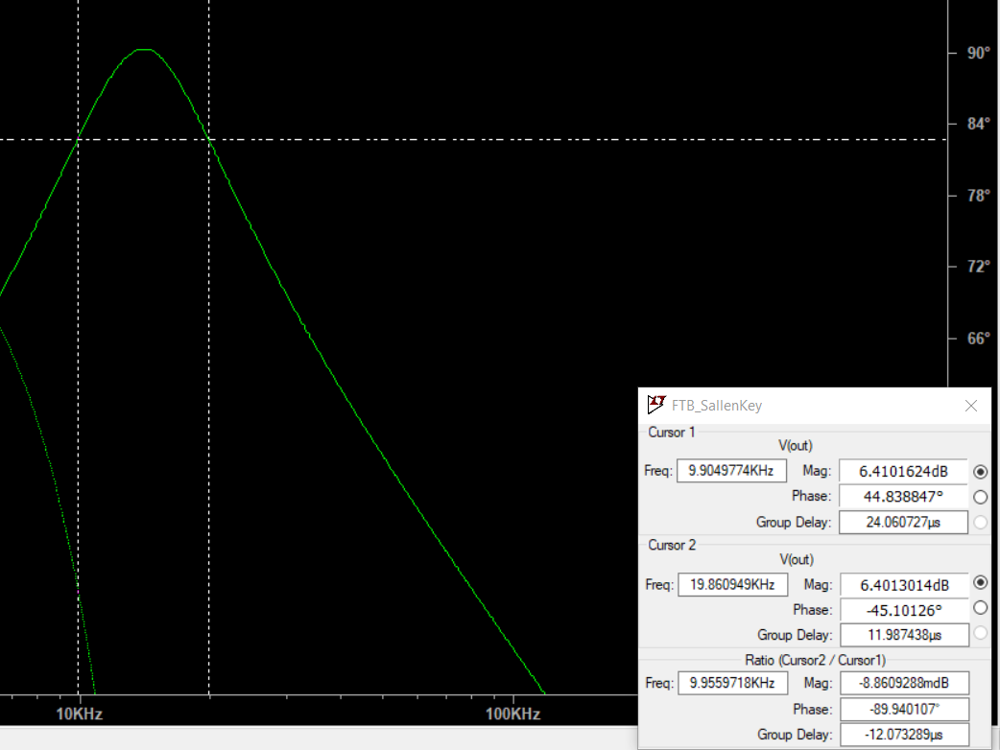 90°
84°
78°
72°
66°
10KHz
100KHz
FTB_SallenKey
Cursor 1
V(out)
Freq: 9.9049774KHz Mag: 6.4101624dB
Phase: 44.838847°
Group Delay: 24.060727µs
Cursor 2
V(out)
Freq: 19.860949KHz Mag: 6.4013014dB
Phase: -45.10126°
Group Delay: 11.987438µs
Ratio (Cursor2 / Cursor1)
Freq: 9.9559718KHz Mag: -8.8609288mdB
Phase: -89.940107°
Group Delay: -12.073289µs